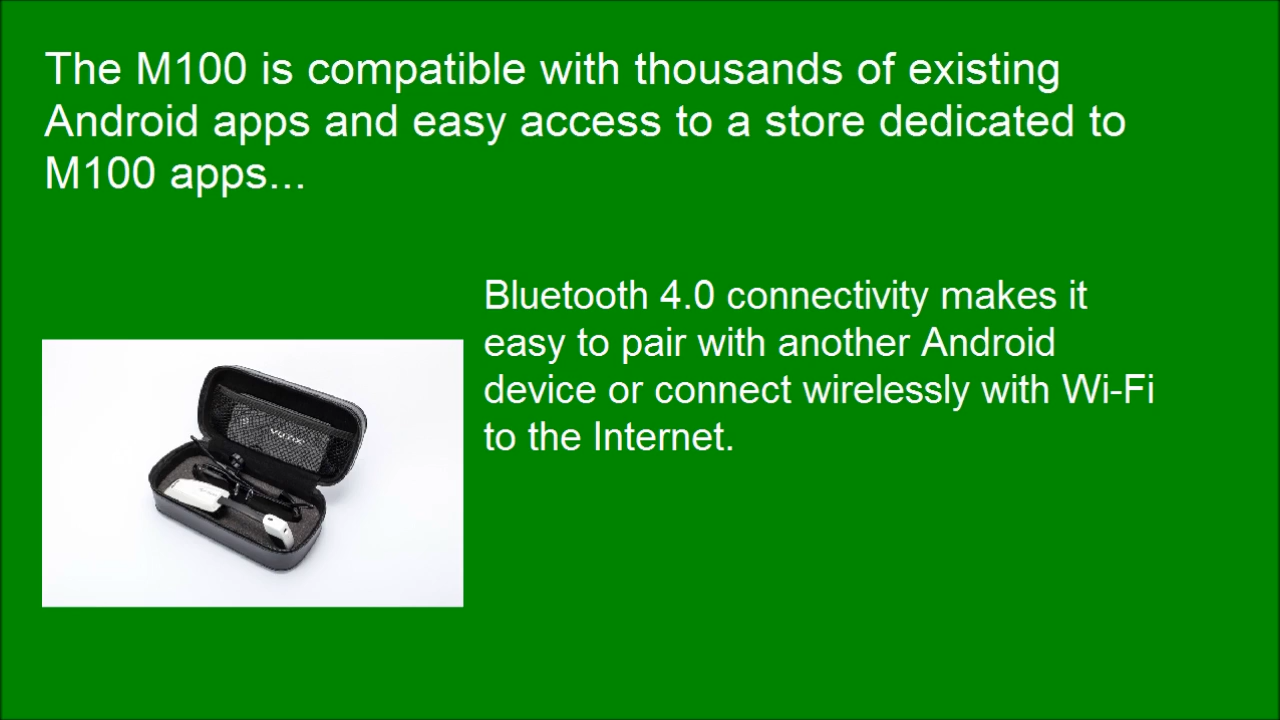 The M100 is compatible with thousands of existing
Android apps and easy access to a store dedicated to
M100 apps...
Bluetooth 4.0 connectivity makes it
easy to pair with another Android
device or connect wirelessly with Wi-Fi
to the Internet.
VUZIX